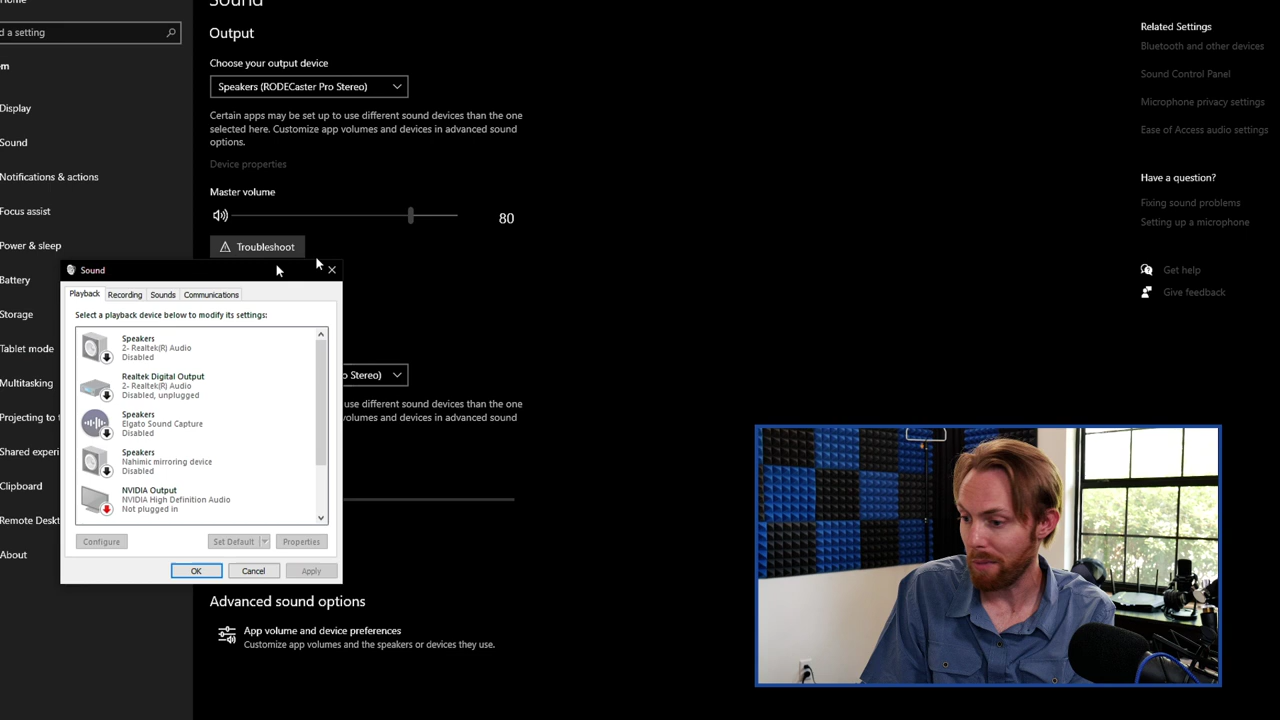 Sound
Output
Choose your output device
Speakers (RODECaster Pro Stereo)
Certain apps may be set up to use different sound devices than the one
selected here. Customize app volumes and devices in advanced sound
options.
Device properties
Master volume
80
Troubleshoot
d a setting
Display
Sound
Notifications & actions
Focus assist
Power & sleep
Battery
Storage
Tablet mode
Multitasking
Projecting to t
Shared experi
Clipboard
Remote Deskt
About
Sound
Playback Recording Sounds Communications
Select a playback device below to modify its settings:
Speakers
2- Realtek(R) Audio
Disabled
Realtek Digital Output
2- Realtek(R) Audio
Disabled, unplugged
Speakers
Elgato Sound Capture
Disabled
Speakers
Nahimic mirroring device
Disabled
NVIDIA Output
NVIDIA High Definition Audio
Not plugged in
Configure Set Default Properties
OK Cancel Apply
o Stereo)
use different sound devices than the one
volumes and devices in advanced sound
Advanced sound options
App volume and device preferences
Customize app volumes and the speakers or devices they use.
Related Settings
Bluetooth and other devices
Sound Control Panel
Microphone privacy settings
Ease of Access audio settings
Have a question?
Fixing sound problems
Setting up a microphone
Get help
Give feedback